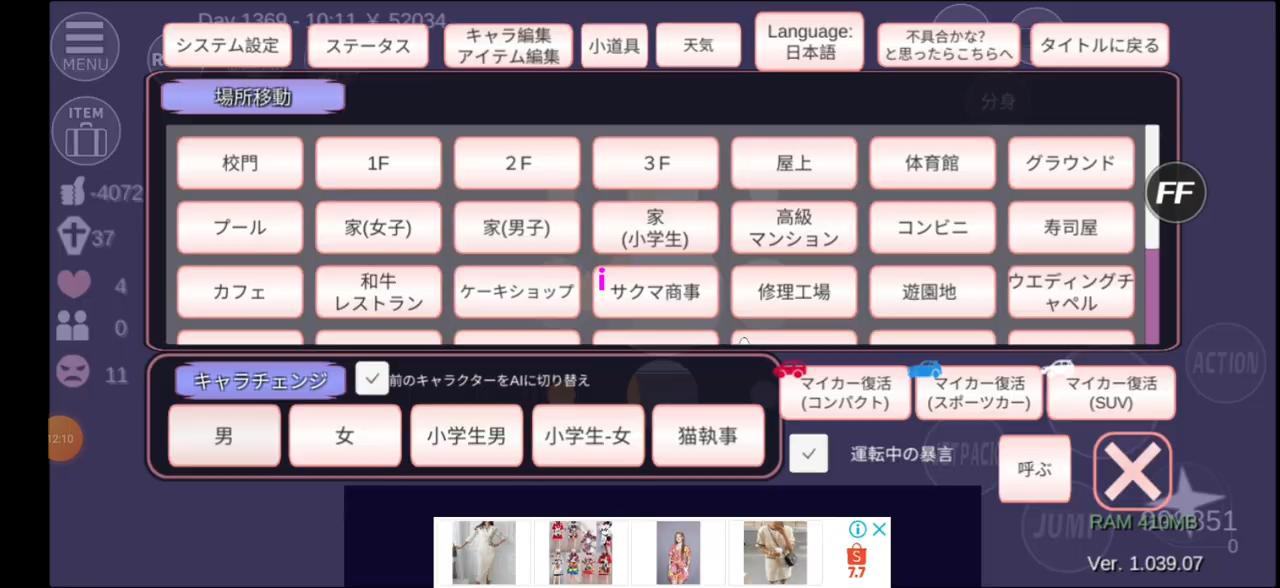 Day 1369 - 10:11 ¥ 52034
MENU
システム設定
ステータス
キャラ編集
アイテム編集
小道具
天気
Language:
日本語
不具合かな?
と思ったらこちらへ
タイトルに戻る
場所移動
分身
ITEM
校門
1F
2F
3F
屋上
体育館
グラウンド
FF
-4072
プール
家(女子)
家(男子)
家
(小学生)
高級
マンション
コンビニ
寿司屋
37
カフェ
和牛
レストラン
ケーキショップ
i
サクマ商事
修理工場
遊園地
ウエディングチ
ャペル
4
0
11
キャラチェンジ
前のキャラクターをAIに切り替え
マイカー復活
(コンパクト)
マイカー復活
(スポーツカー)
マイカー復活
(SUV)
ACTION
12:10
男
女
小学生男
小学生-女
猫執事
運転中の暴言
呼ぶ
JUMP
RAM 410MB
0
Ver. 1.039.07
S
7.7